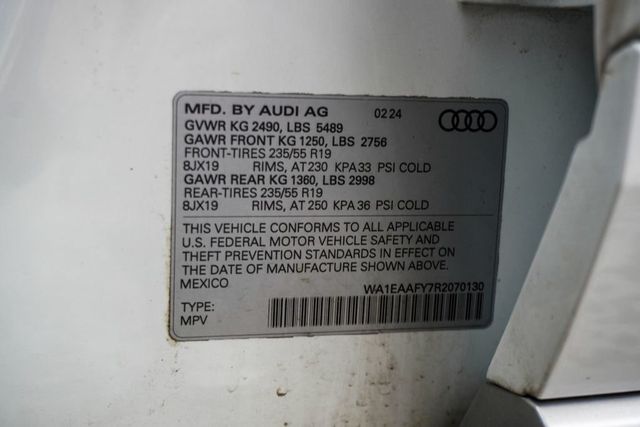 MFD. BY AUDI AG 02 24
GVWR KG 2490, LBS 5489
GAWR FRONT KG 1250, LBS 2756
FRONT-TIRES 235/55 R19
8JX19 RIMS, AT 230 KPA 33 PSI COLD
GAWR REAR KG 1360, LBS 2998
REAR-TIRES 235/55 R19
8JX19 RIMS, AT 250 KPA 36 PSI COLD
THIS VEHICLE CONFORMS TO ALL APPLICABLE
U.S. FEDERAL MOTOR VEHICLE SAFETY AND
THEFT PREVENTION STANDARDS IN EFFECT ON
THE DATE OF MANUFACTURE SHOWN ABOVE.
MEXICO WA1EAAFY7R2070130
TYPE:
MPV